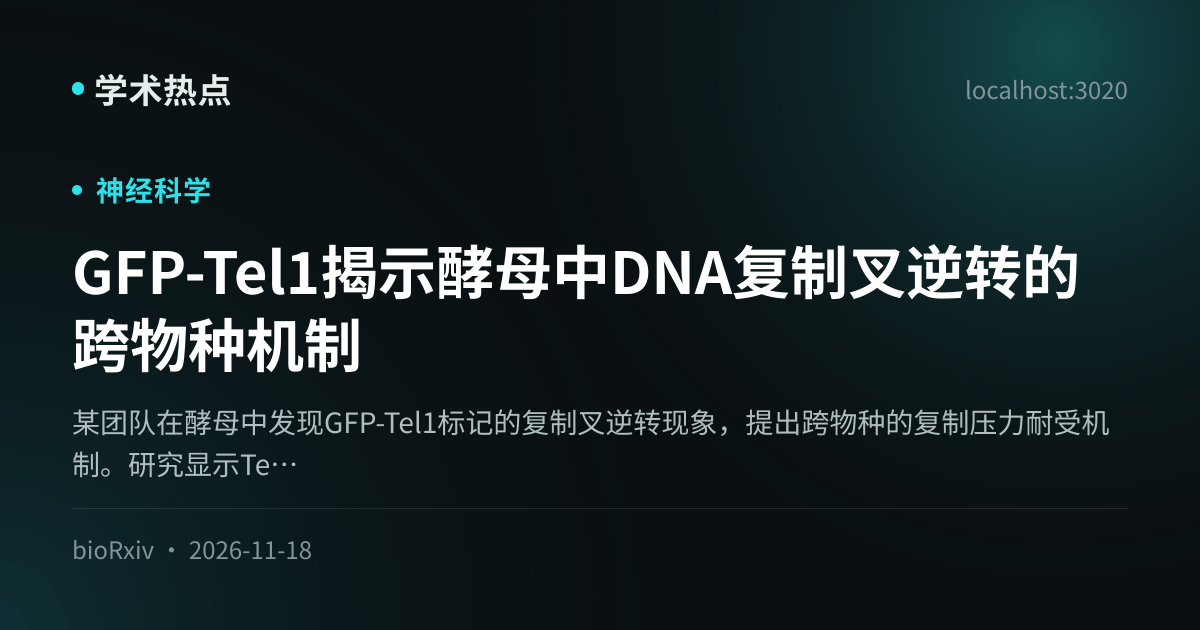 学术热点
localhost:3020
神经科学
GFP-Tel1揭示酵母中DNA复制叉逆转的
跨物种机制
某团队在酵母中发现GFP-Tel1标记的复制叉逆转现象，提出跨物种的复制压力耐受机
制。研究显示Te…
bioRxiv • 2026-11-18